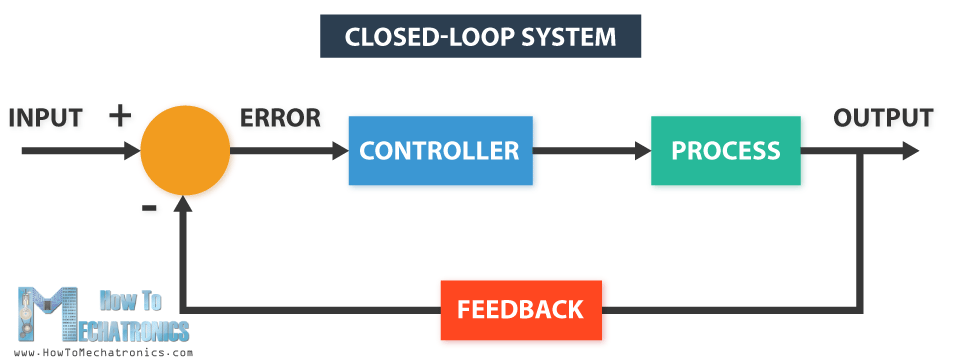 CLOSED-LOOP SYSTEM
INPUT + ERROR CONTROLLER PROCESS OUTPUT
-
FEEDBACK
How To
MECHATRONICS
www.HowToMechatronics.com